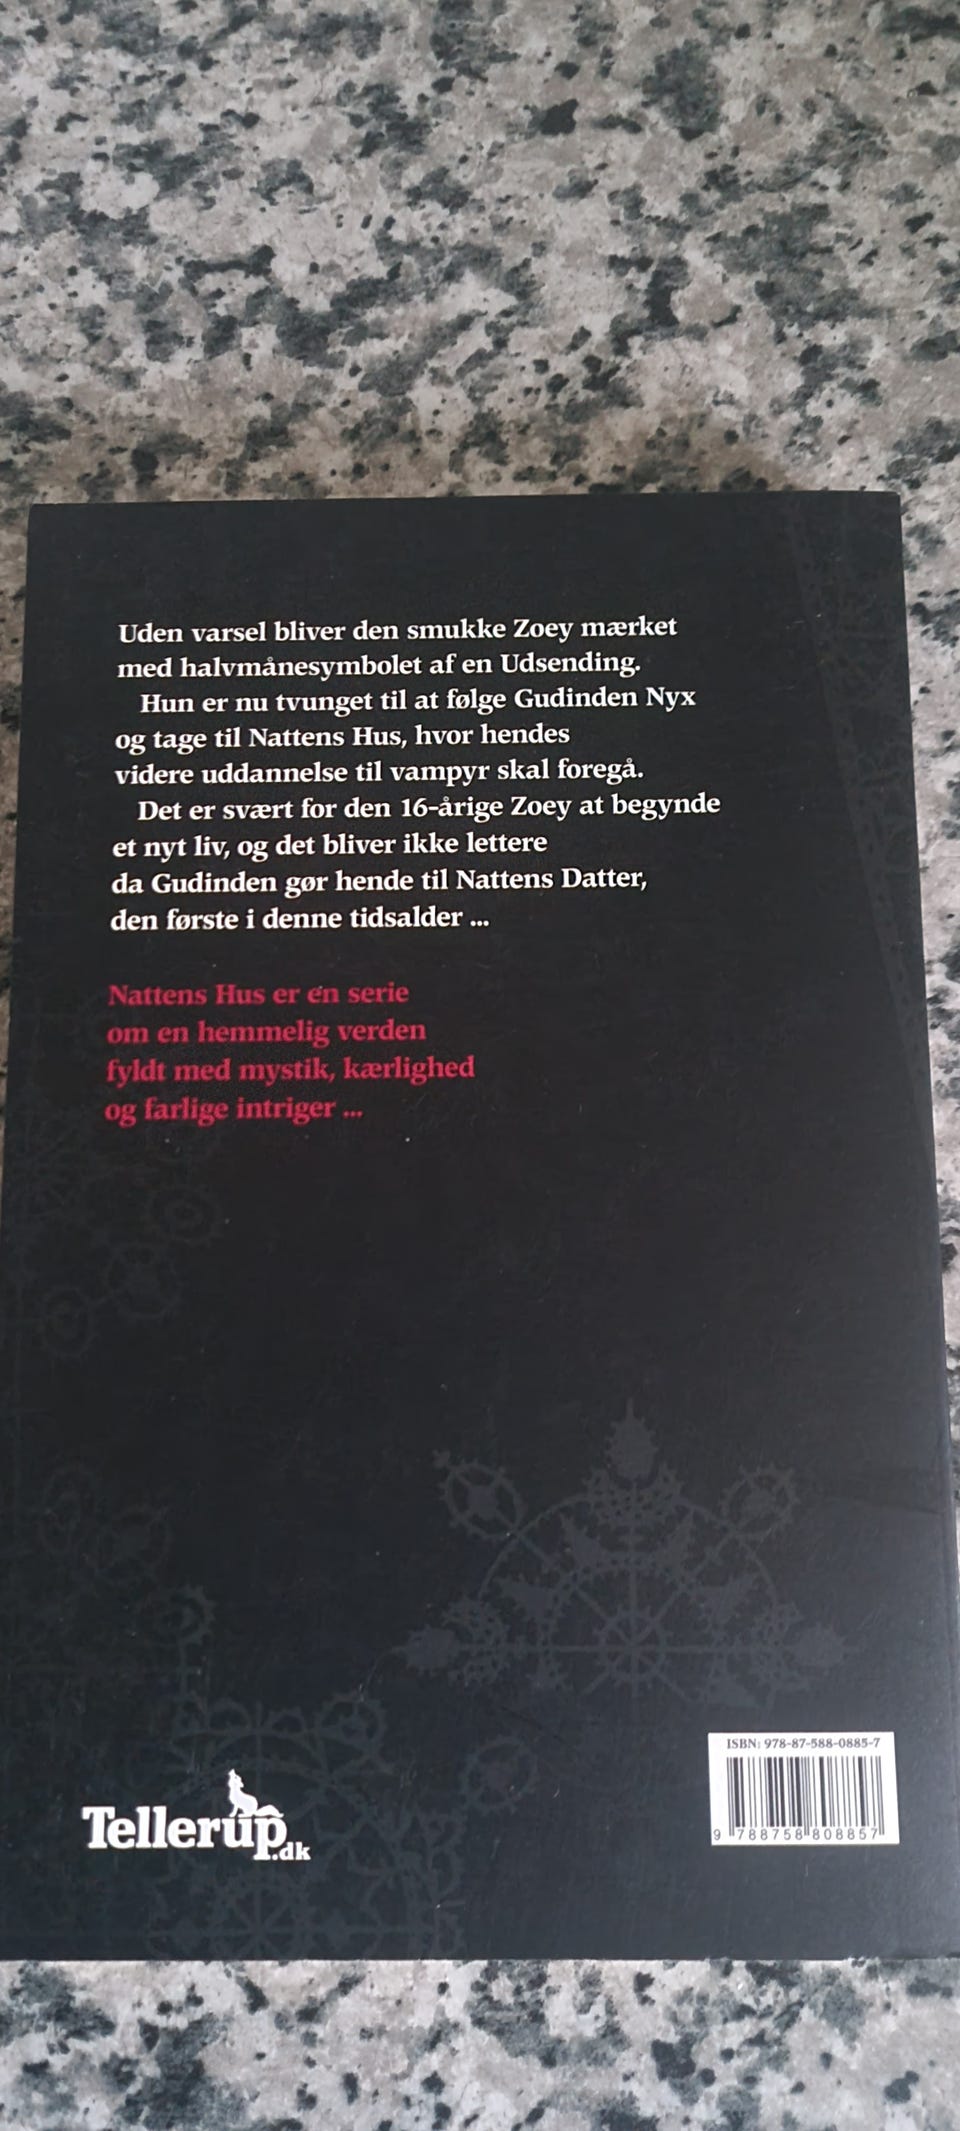 Uden varsel bliver den smukke Zoey mærket
med halvmånesymbolet af en Udsending.
Hun er nu tvunget til at følge Gudinden Nyx
og tage til Nattens Hus, hvor hendes
videre uddannelse til vampyr skal foregå.
Det er svært for den 16-årige Zoey at begynde
et nyt liv, og det bliver ikke lettere
da Gudinden gør hende til Nattens Datter,
den første i denne tidsalder ...
Nattens Hus er en serie
om en hemmelig verden
fyldt med mystik, kærlighed
og farlige intriger ...
ISBN: 978-87-588-0885-7
9 788758 808857
Tellerup.dk